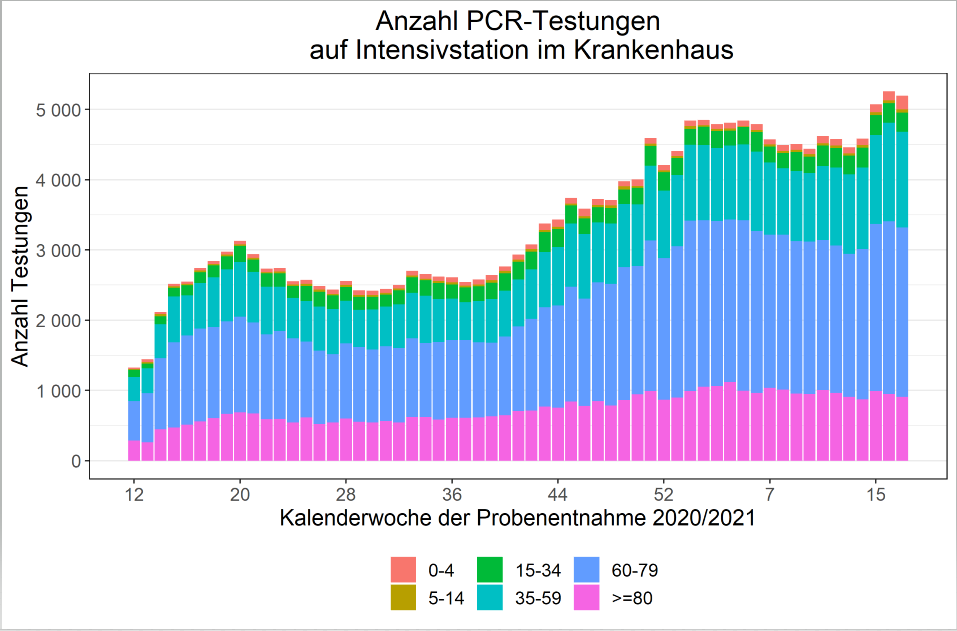 Anzahl PCR-Testungen
auf Intensivstation im Krankenhaus
Anzahl Testungen
5 000
4 000
3 000
2 000
1 000
0
12 20 28 36 44 52 7 15
Kalenderwoche der Probenentnahme 2020/2021
0-4 15-34 60-79
5-14 35-59 >=80